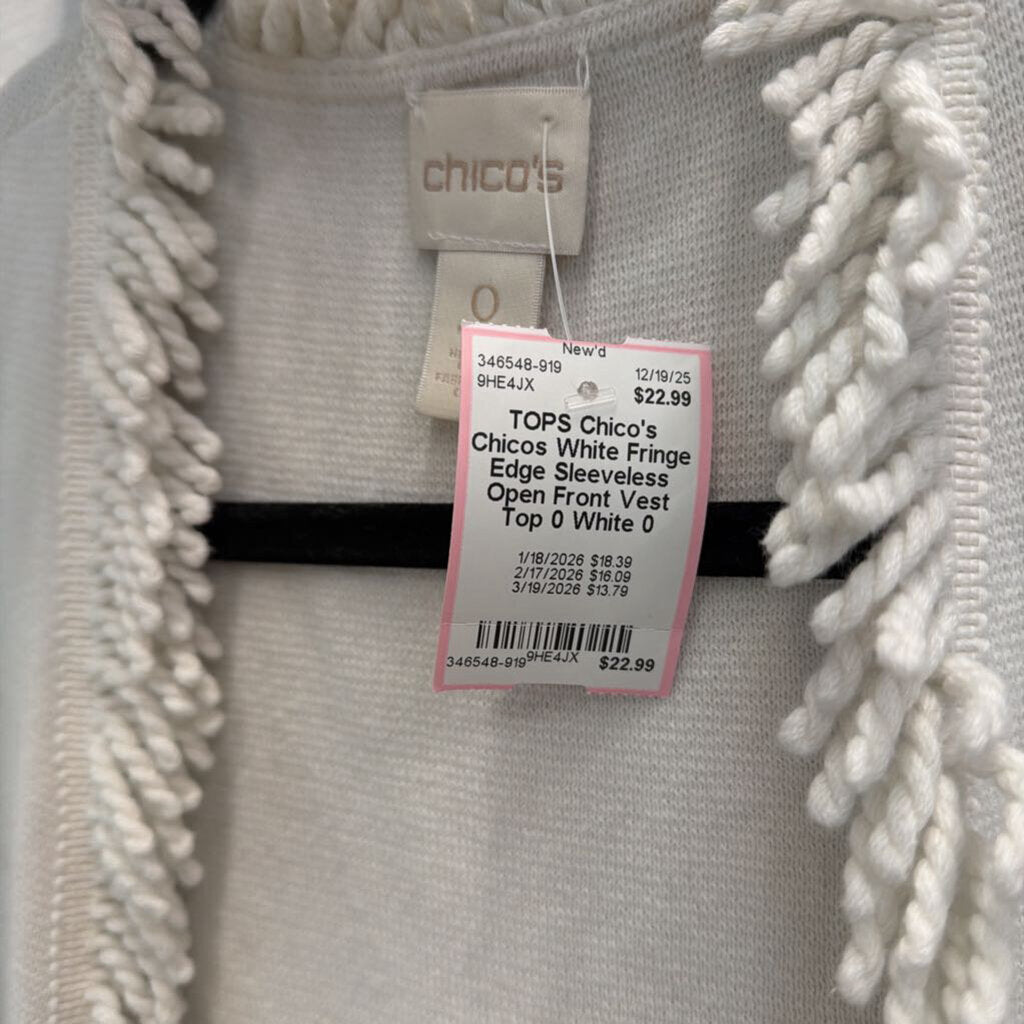 chico's
0
New'd
346548-919
12/19/25
9HE4JX
$22.99
TOPS Chico's
Chicos White Fringe
Edge Sleeveless
Open Front Vest
Top 0 White 0
1/18/2026 $18.39
2/17/2026 $16.09
3/19/2026 $13.79
346548-919 9HE4JX $22.99